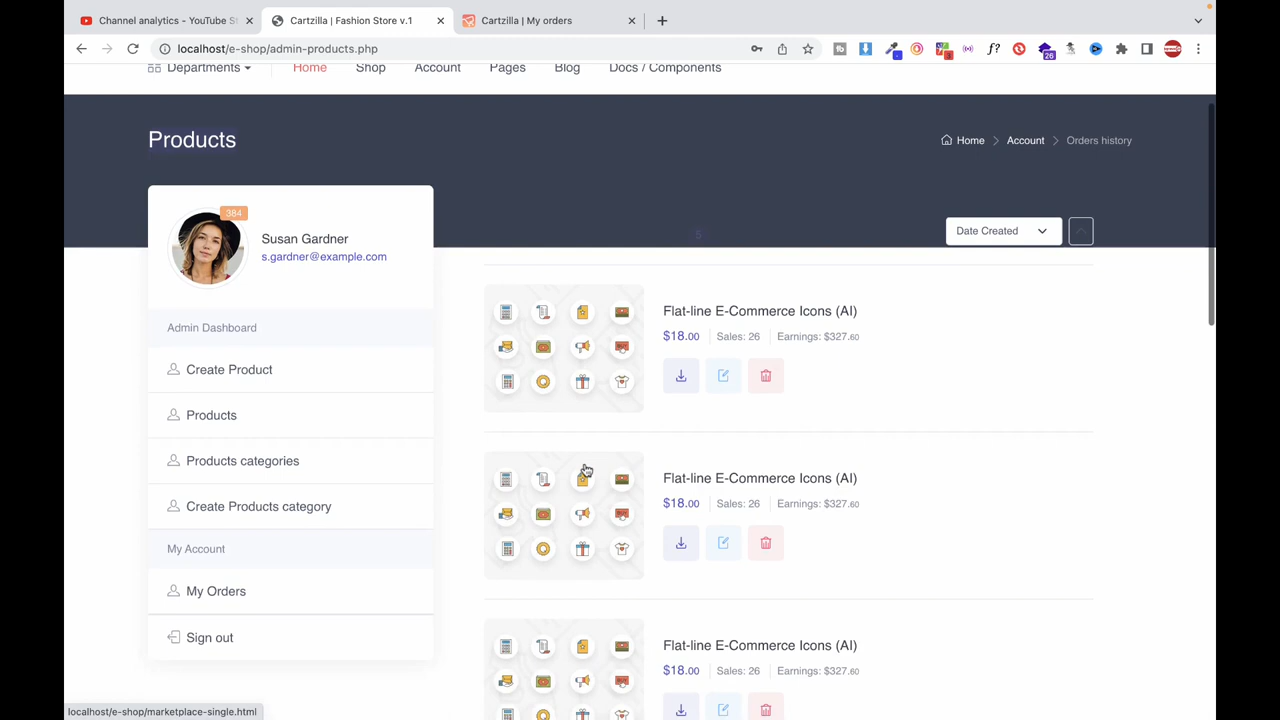 Channel analytics - YouTube S
Cartzilla | Fashion Store v.1
Cartzilla | My orders
localhost/e-shop/admin-products.php
Departments
Home
Shop
Account
Pages
Blog
Docs / Components
Products
Home
Account
Orders history
384
Susan Gardner
s.gardner@example.com
5
Date Created
Admin Dashboard
Create Product
Products
Products categories
Create Products category
My Account
My Orders
Sign out
Flat-line E-Commerce Icons (AI)
$18.00
Sales: 26
Earnings: $327.60
Flat-line E-Commerce Icons (AI)
$18.00
Sales: 26
Earnings: $327.60
Flat-line E-Commerce Icons (AI)
$18.00
Sales: 26
Earnings: $327.60
localhost/e-shop/marketplace-single.html